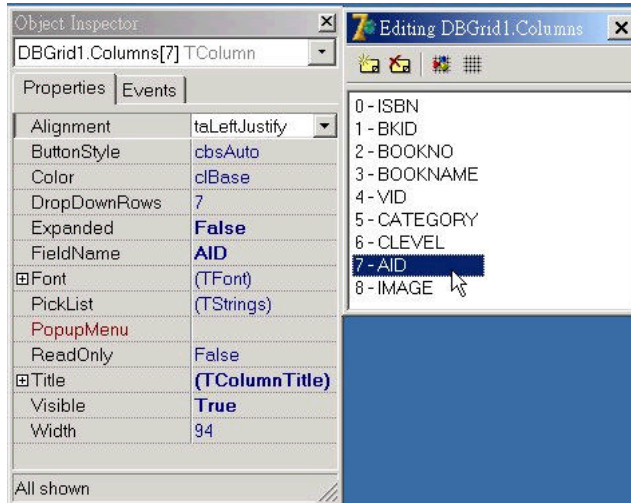 Object Inspector
DBGrid1.Columns[7] TColumn
Properties Events
Alignment taLeftJustify
ButtonStyle cbsAuto
Color clBase
DropDownRows 7
Expanded False
FieldName AID
Font (TFont)
PickList (TStrings)
PopupMenu
ReadOnly False
Title (TColumnTitle)
Visible True
Width 94
All shown
7 Editing DBGrid1.Columns
0 - ISBN
1 - BKID
2 - BOOKNO
3 - BOOKNAME
4 - VID
5 - CATEGORY
6 - CLEVEL
7 - AID
8 - IMAGE